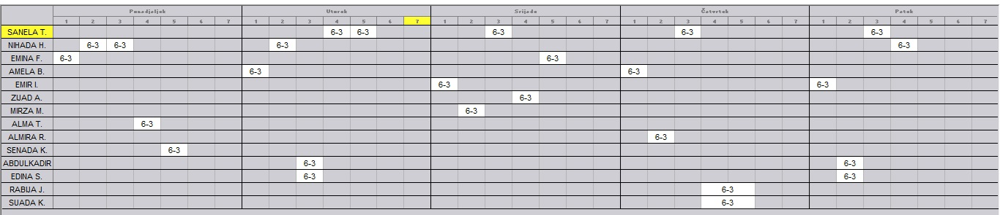 Ponedjeljak Utorak Srijeda Četvrtak Petak
1 2 3 4 5 6 7 1 2 3 4 5 6 7 1 2 3 4 5 6 7 1 2 3 4 5 6 7 1 2 3 4 5 6 7
SANELA T. 6-3 6-3 6-3 6-3 6-3
NIHADA H. 6-3 6-3 6-3 6-3
EMINA F. 6-3 6-3
AMELA B. 6-3 6-3
EMIR I. 6-3 6-3
ZIJAD A. 6-3
MIRZA M. 6-3
ALMA T. 6-3
ALMIRA R. 6-3
SENADA K. 6-3
ABDULKADIR 6-3 6-3
EDINA S. 6-3 6-3
RABIJA J. 6-3
SUADA K. 6-3